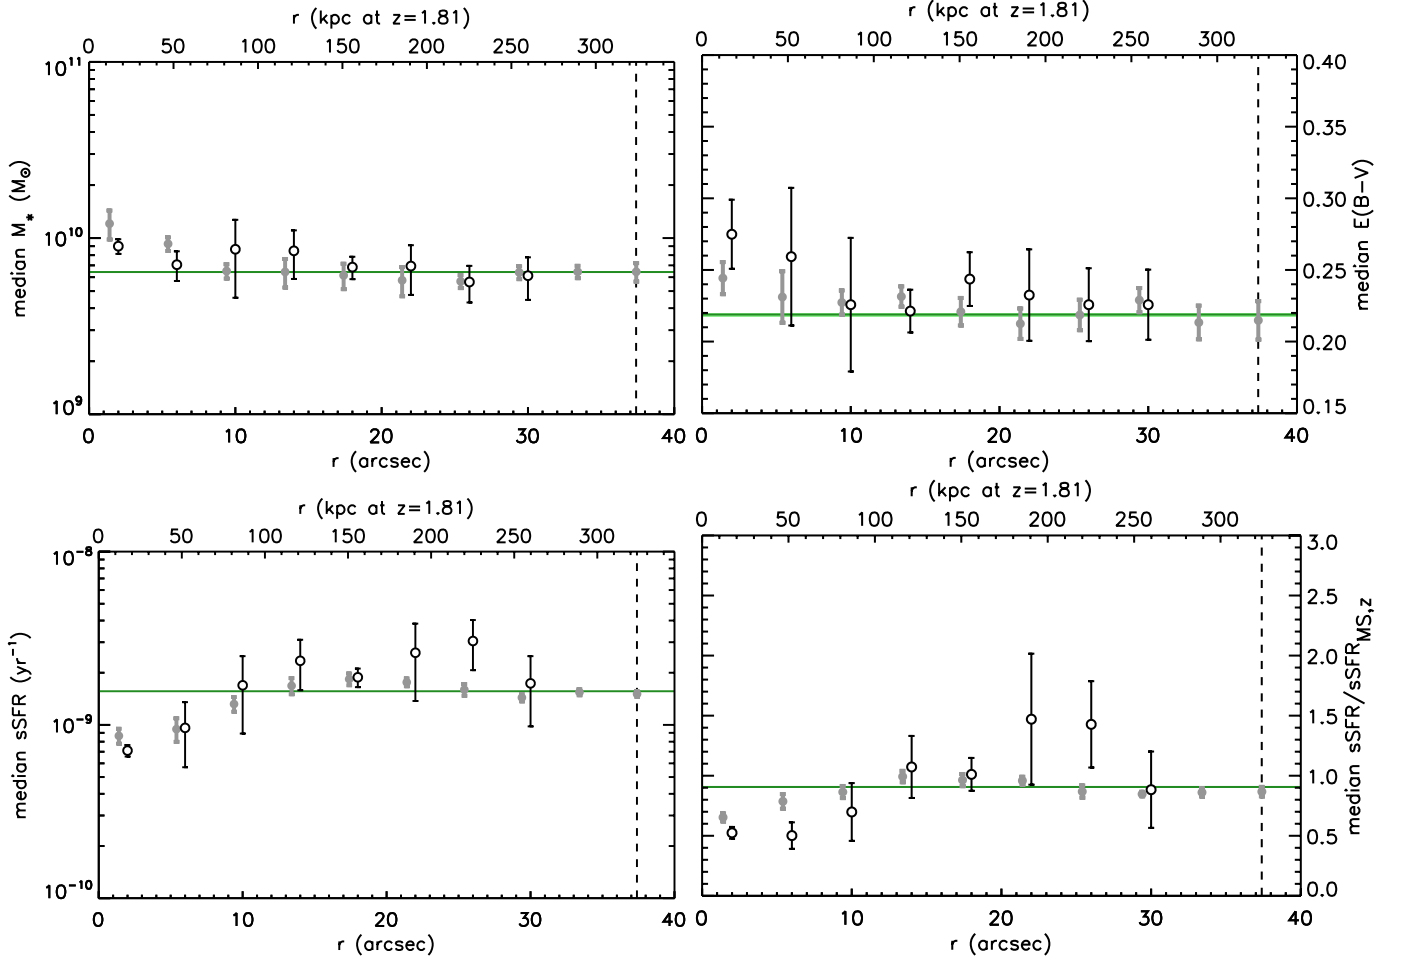 r (kpc at z=1.81)
0 50 100 150 200 250 300
10^11
10^10
10^9
median M* (M⊙)
0 10 20 30 40
r (arcsec)
r (kpc at z=1.81)
0 50 100 150 200 250 300
0.40
0.35
0.30
0.25
0.20
0.15
median E(B−V)
0 10 20 30 40
r (arcsec)
r (kpc at z=1.81)
0 50 100 150 200 250 300
10^-8
10^-9
10^-10
median sSFR (yr^-1)
0 10 20 30 40
r (arcsec)
r (kpc at z=1.81)
0 50 100 150 200 250 300
3.0
2.5
2.0
1.5
1.0
0.5
0.0
median sSFR/sSFR_MS,z
0 10 20 30 40
r (arcsec)